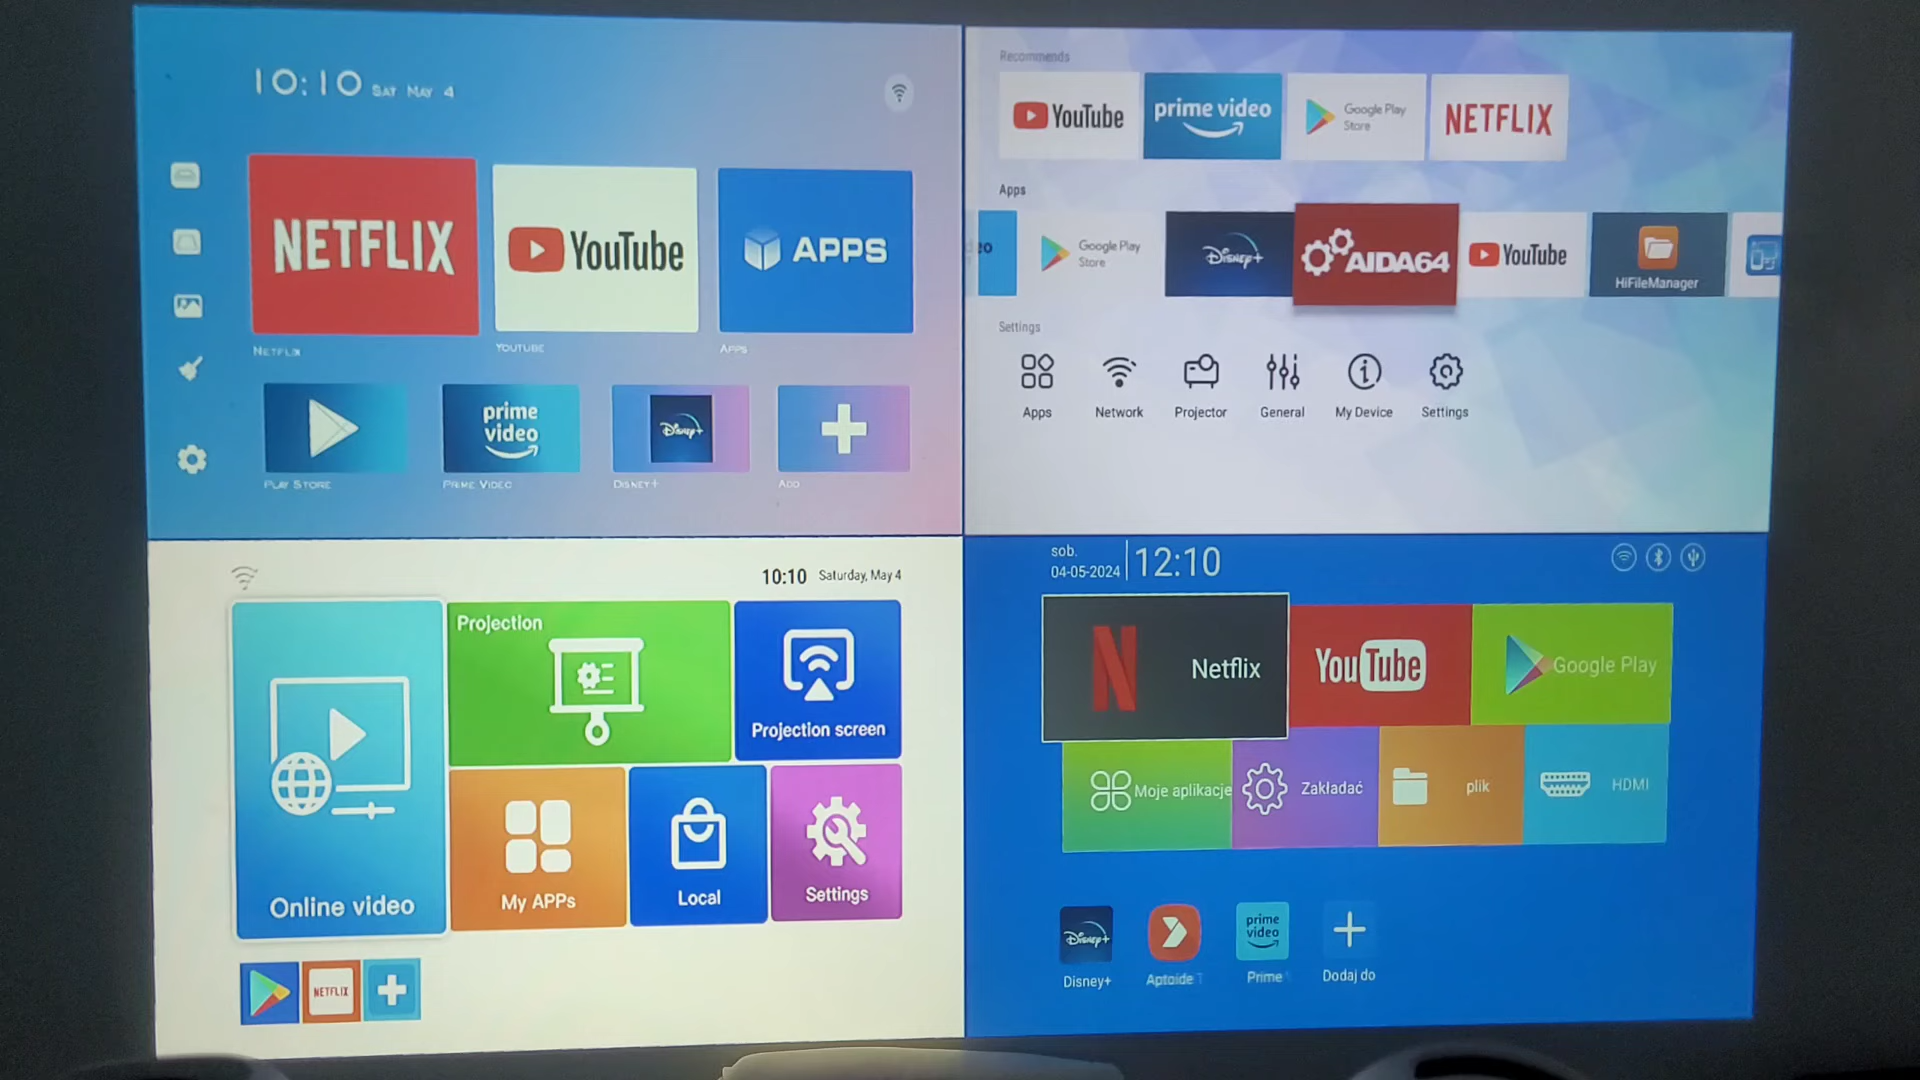 10:10 SAT MAY 4
NETFLIX
YouTube
APPS
NETFLIX
YOUTUBE
APPS
prime video
Disney+
PLAY STORE
PRIME VIDEO
DISNEY+
ADD
Recommends
YouTube
prime video
Google Play Store
NETFLIX
Apps
eo
Google Play Store
Disney+
AIDA64
YouTube
HiFileManager
Settings
Apps
Network
Projector
General
My Device
Settings
10:10 Saturday, May 4
Projection
Projection screen
Online video
My APPs
Local
Settings
NETFLIX
sob.
04-05-2024
12:10
Netflix
YouTube
Google Play
Moje aplikacje
Zakładać
plik
HDMI
Disney+
prime video
Disney+
Aptoide T
Prime
Dodaj do